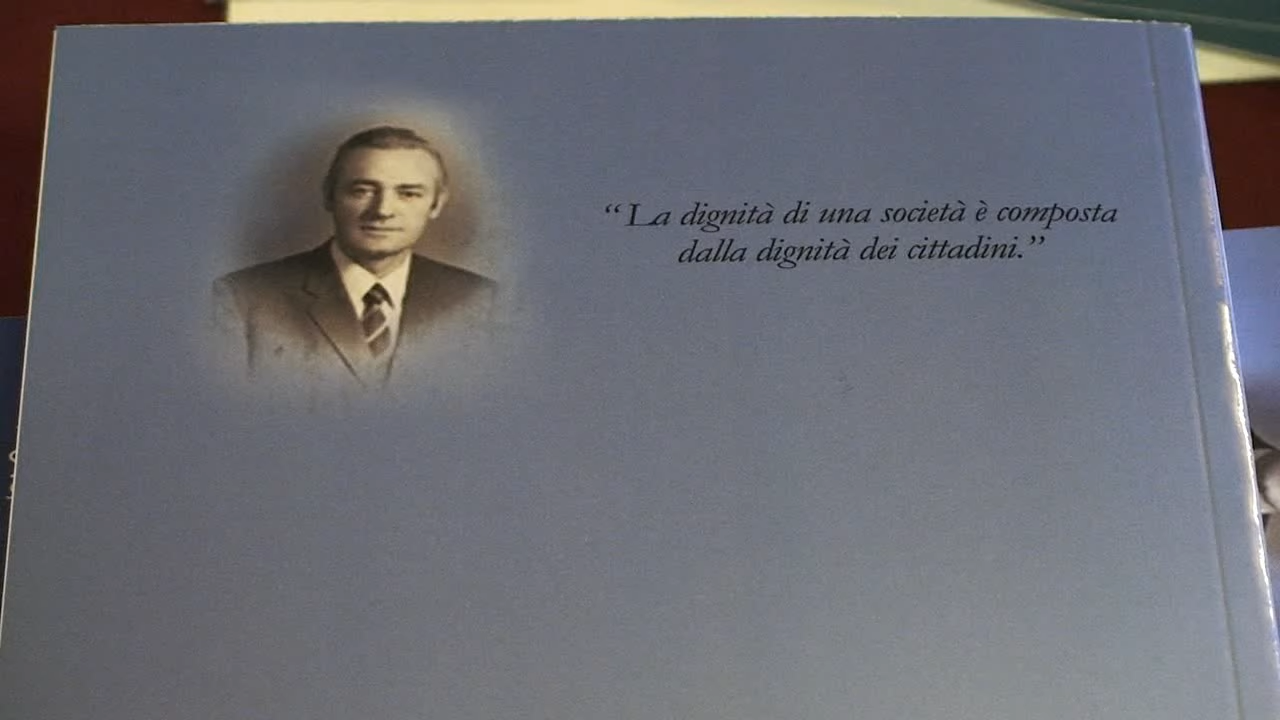 “La dignità di una società è composta
dalla dignità dei cittadini.”